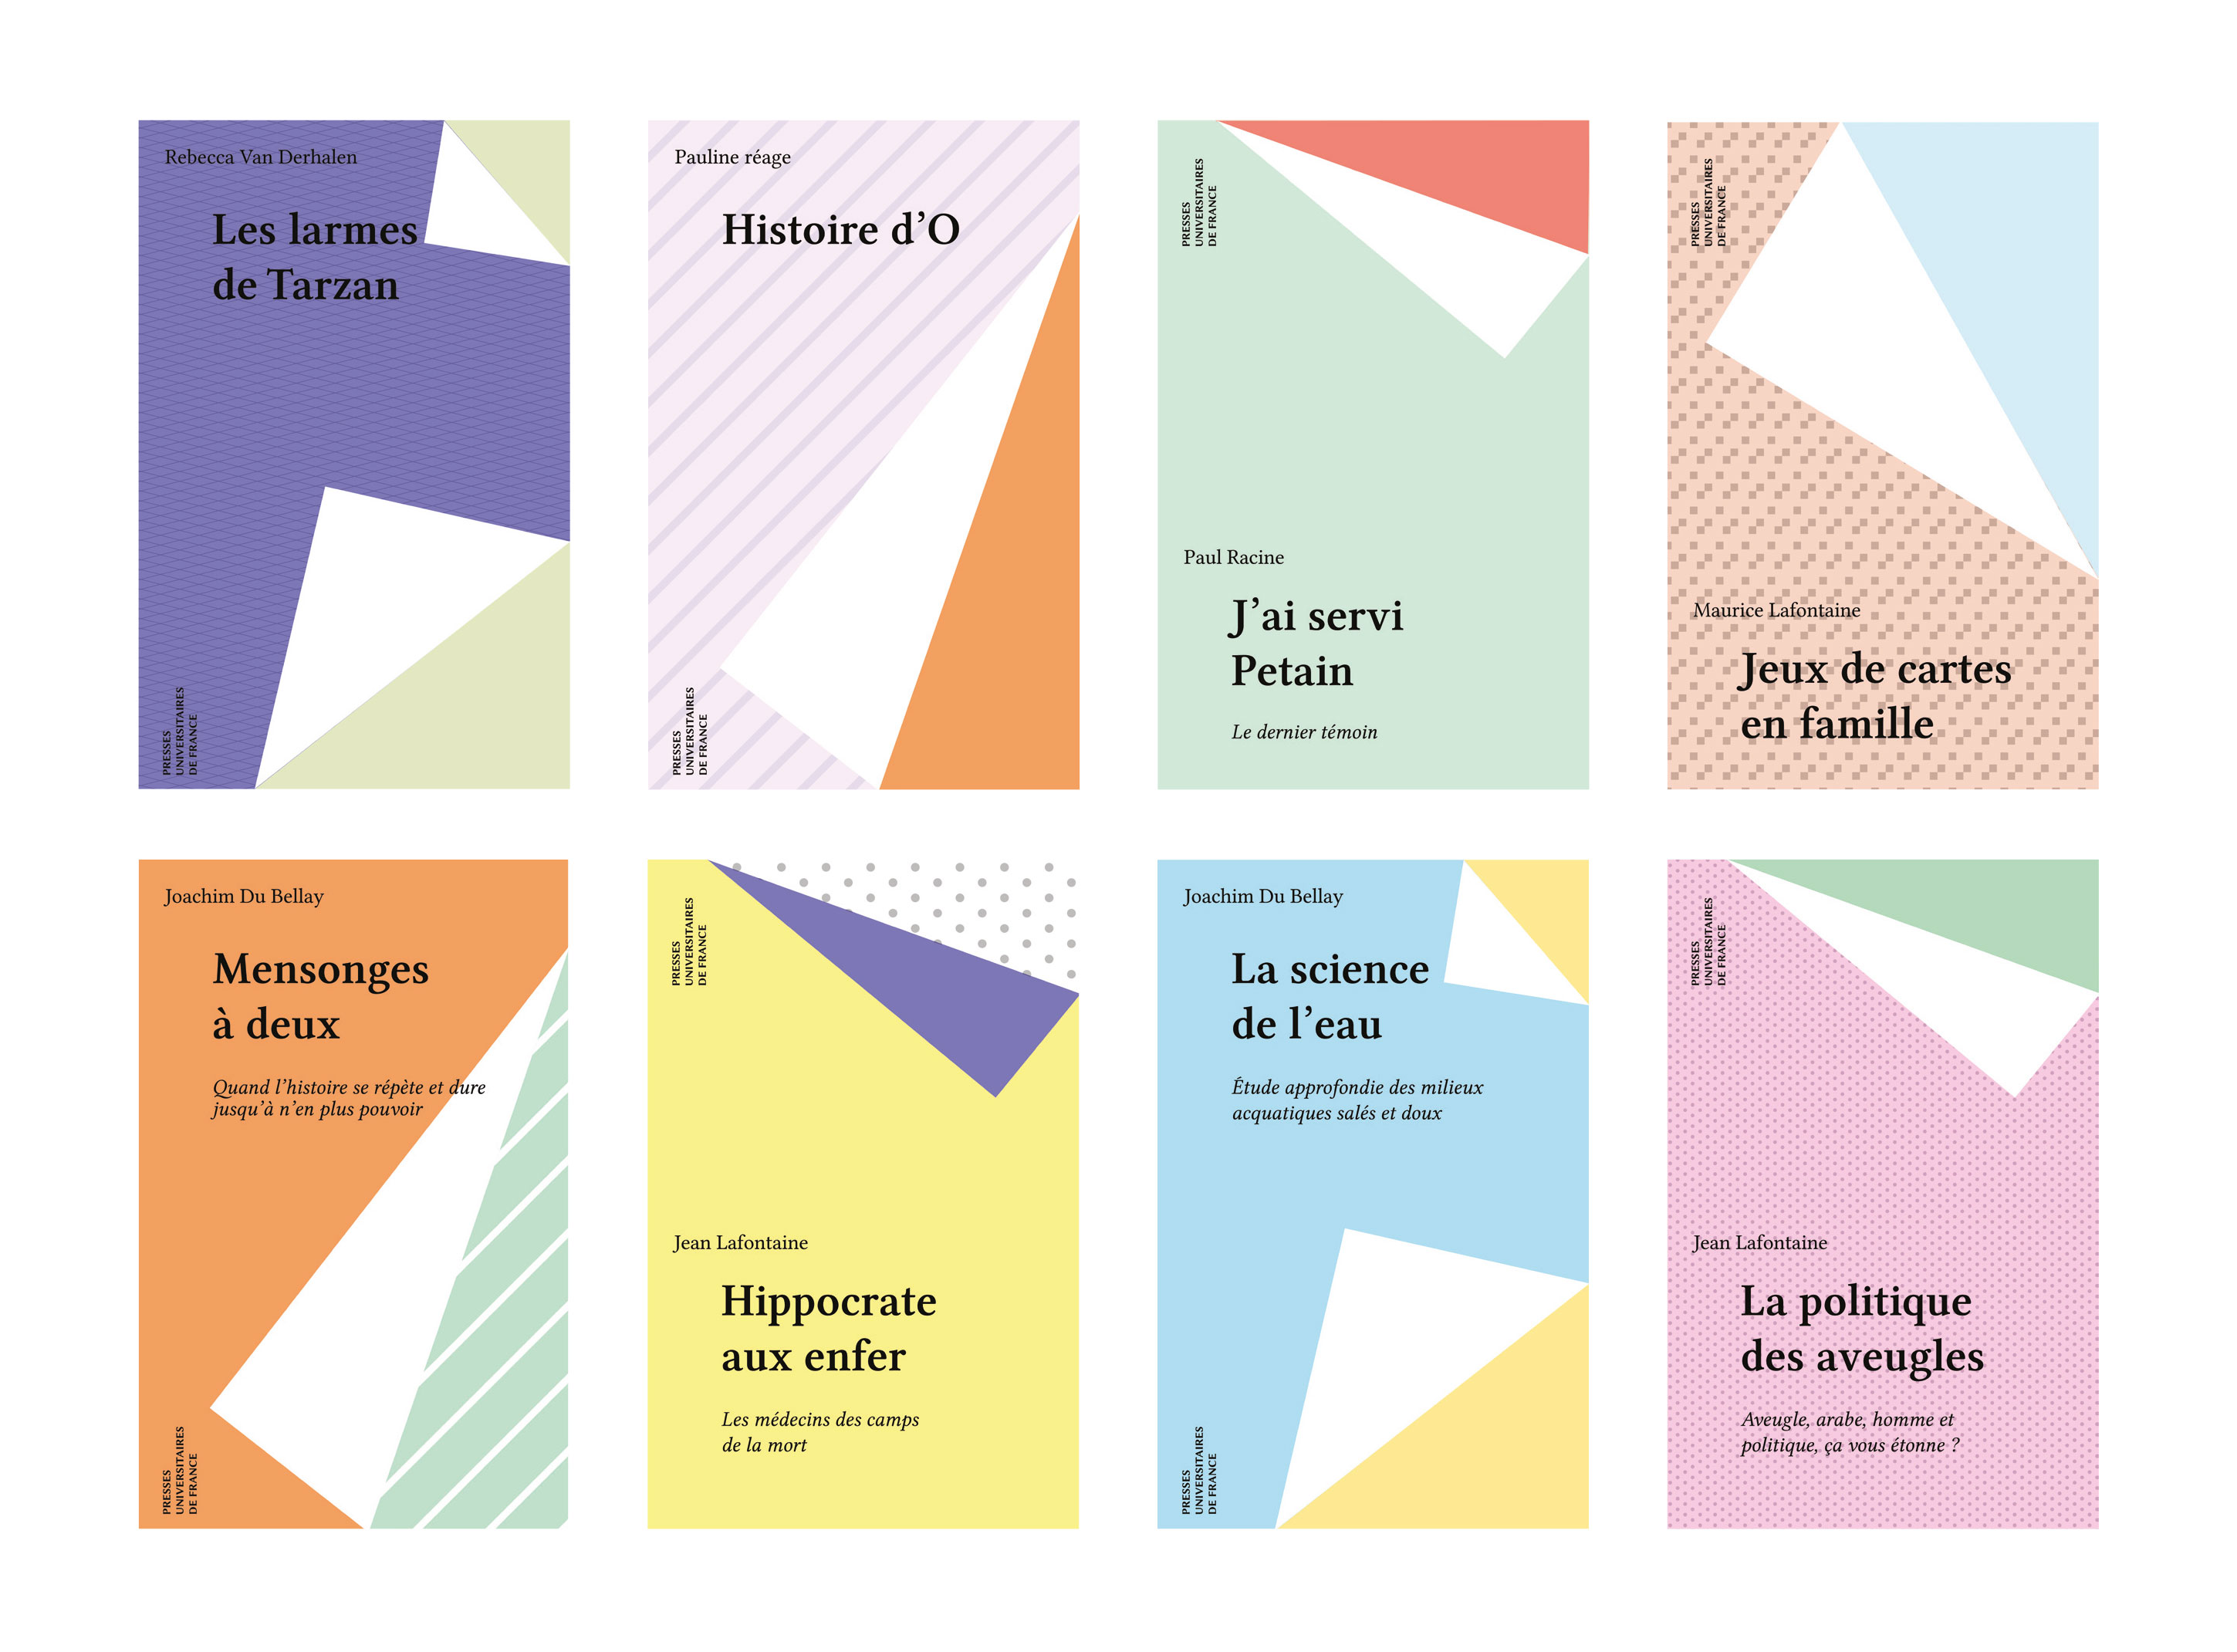 Rebecca Van Derhalen
Les larmes
de Tarzan
PRESSES
UNIVERSITAIRES
DE FRANCE
Pauline réage
Histoire d’O
PRESSES
UNIVERSITAIRES
DE FRANCE
PRESSES
UNIVERSITAIRES
DE FRANCE
Paul Racine
J’ai servi
Petain
Le dernier témoin
PRESSES
UNIVERSITAIRES
DE FRANCE
Maurice Lafontaine
Jeux de cartes
en famille
Joachim Du Bellay
Mensonges
à deux
Quand l’histoire se répète et dure
jusqu’à n’en plus pouvoir
PRESSES
UNIVERSITAIRES
DE FRANCE
PRESSES
UNIVERSITAIRES
DE FRANCE
Jean Lafontaine
Hippocrate
aux enfer
Les médecins des camps
de la mort
Joachim Du Bellay
La science
de l’eau
Étude approfondie des milieux
acquatiques salés et doux
PRESSES
UNIVERSITAIRES
DE FRANCE
PRESSES
UNIVERSITAIRES
DE FRANCE
Jean Lafontaine
La politique
des aveugles
Aveugle, arabe, homme et
politique, ça vous étonne ?